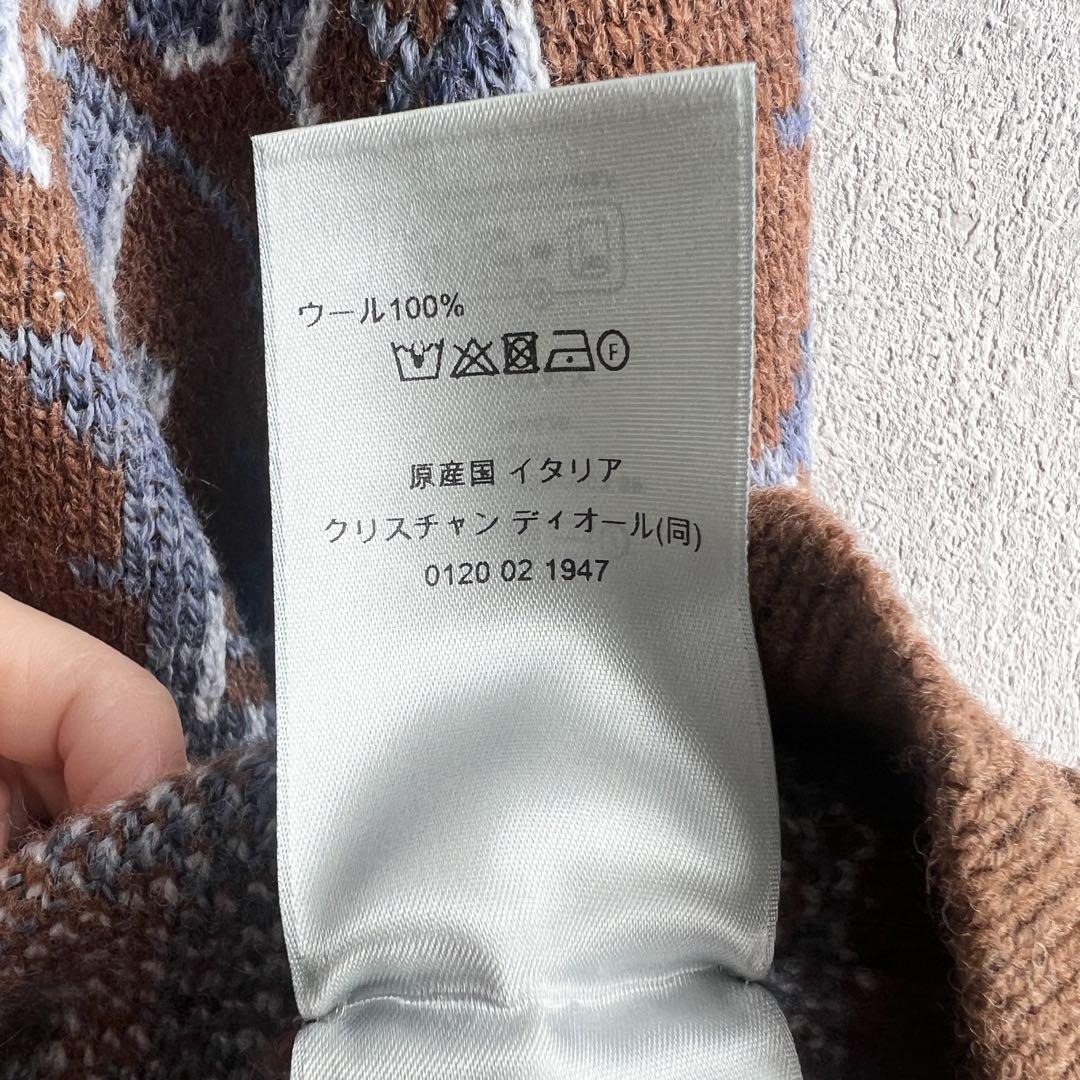 ウール100%
F
原産国 イタリア
クリスチャン ディオール(同)
0120 02 1947